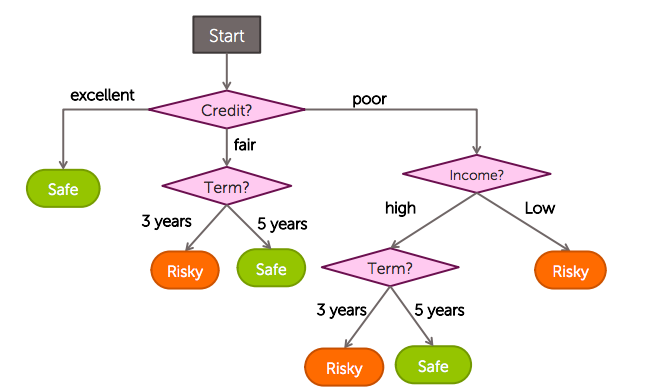 Start
excellent
Credit?
poor
fair
Safe
Term?
Income?
3 years
5 years
high
Low
Risky
Safe
Term?
Risky
3 years
5 years
Risky
Safe